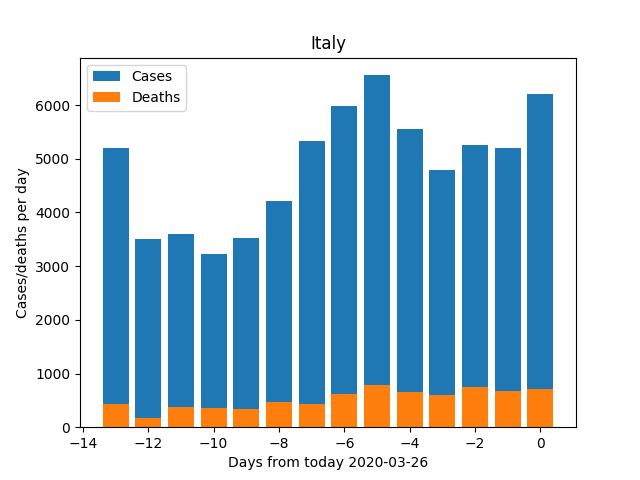 Italy
Cases
Deaths
Cases/deaths per day
6000
5000
4000
3000
2000
1000
0
−14 −12 −10 −8 −6 −4 −2 0
Days from today 2020-03-26